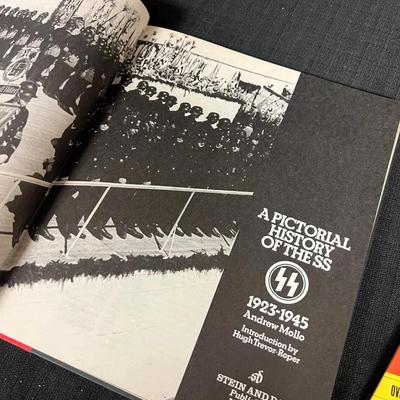 A PICTORIAL
HISTORY
OF THE SS
1923-1945
Andrew Mollo
Introduction by
Hugh Trevor-Roper
STEIN AND